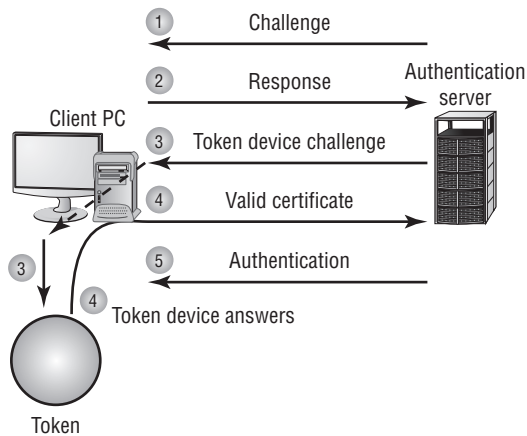 1 Challenge
2 Response
Authentication
server
Client PC
3 Token device challenge
4 Valid certificate
5 Authentication
3
4
Token device answers
Token